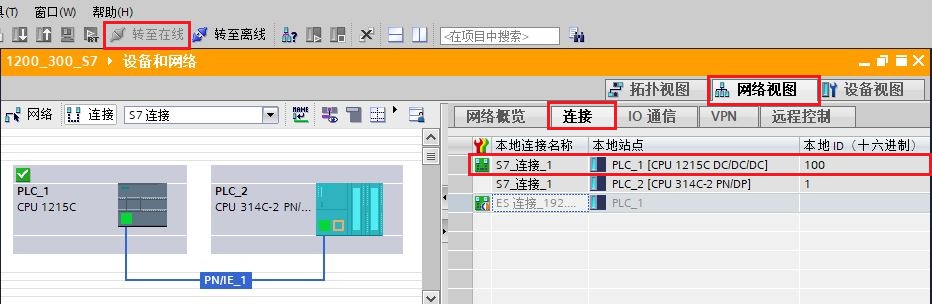 具(T) 窗口(W) 帮助(H)
转至在线 转至离线 <在项目中搜索>
1200_300_S7 设备和网络
拓扑视图 网络视图 设备视图
网络 连接 S7 连接
网络概览 连接 IO 通信 VPN 远程控制
本地连接名称 本地站点 本地 ID（十六进制）
S7_连接_1 PLC_1 [CPU 1215C DC/DC/DC] 100
S7_连接_1 PLC_2 [CPU 314C-2 PN/DP] 1
ES 连接_192.... PLC_1
PLC_1
CPU 1215C
PLC_2
CPU 314C-2 PN/...
PN/IE_1